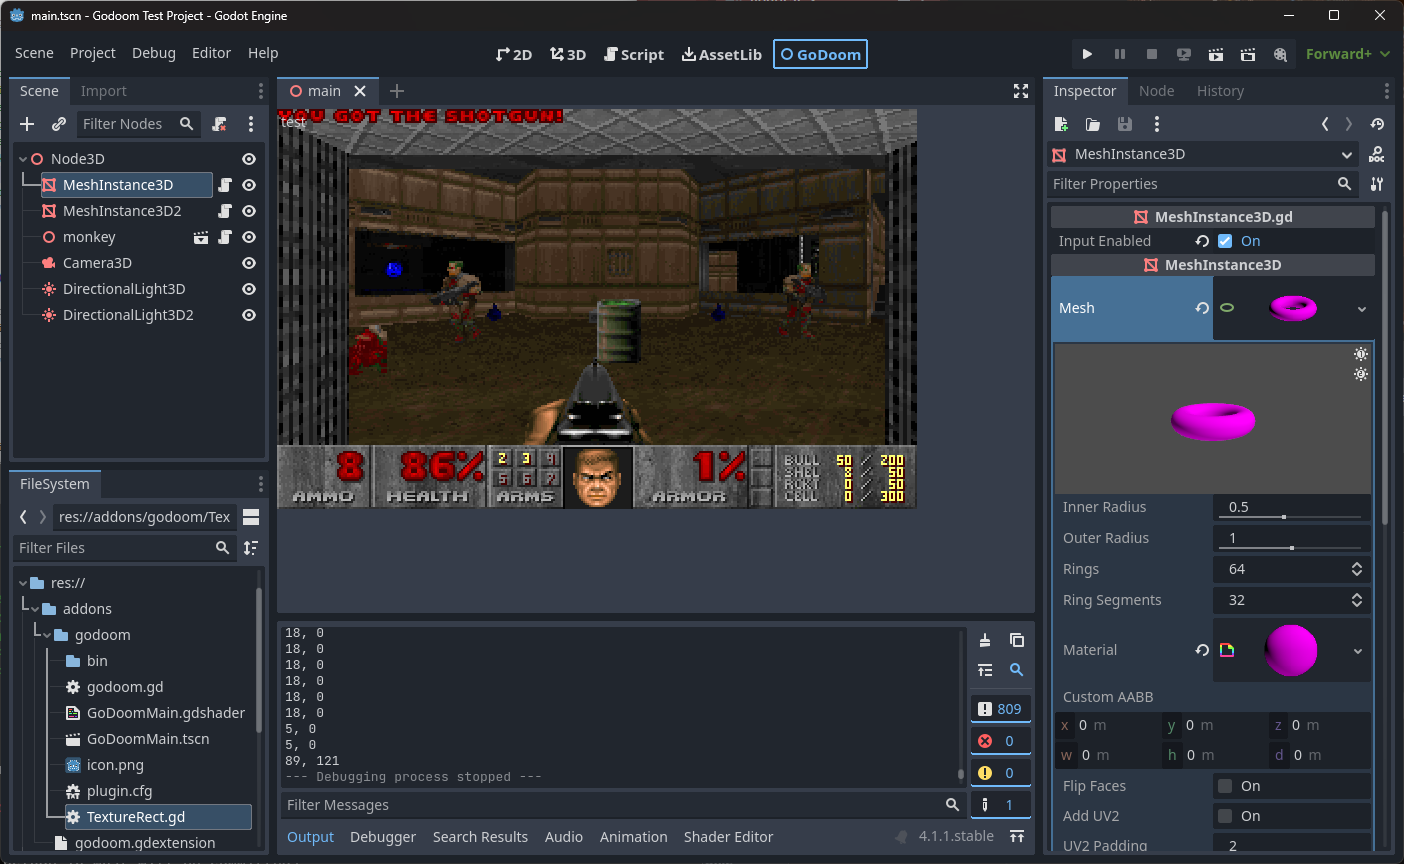 main.tscn - Godoom Test Project - Godot Engine
Scene Project Debug Editor Help
2D 3D Script AssetLib GoDoom
Forward+
Scene Import
Filter Nodes
Node3D
MeshInstance3D
MeshInstance3D2
monkey
Camera3D
DirectionalLight3D
DirectionalLight3D2
FileSystem
res://addons/godoom/Tex
Filter Files
res://
addons
godoom
bin
godoom.gd
GoDoomMain.gdshader
GoDoomMain.tscn
icon.png
plugin.cfg
TextureRect.gd
godoom.gdextension
main
YOU GOT THE SHOTGUN!
test
8 86% 2 3 4 1% BULL 50 / 200
5 6 7 SHEL 8 / 50
RCKT 0 / 50
AMMO HEALTH ARMS ARMOR CELL 0 / 300
18, 0
18, 0
18, 0
18, 0
18, 0
18, 0
5, 0
5, 0
89, 121
--- Debugging process stopped ---
809
0
0
1
Filter Messages
Output Debugger Search Results Audio Animation Shader Editor
4.1.1.stable
Inspector Node History
MeshInstance3D
DOC
Filter Properties
MeshInstance3D.gd
Input Enabled On
MeshInstance3D
Mesh
Inner Radius 0.5
Outer Radius 1
Rings 64
Ring Segments 32
Material
Custom AABB
x 0 m y 0 m z 0 m
w 0 m h 0 m d 0 m
Flip Faces On
Add UV2 On
UV2 Padding 2